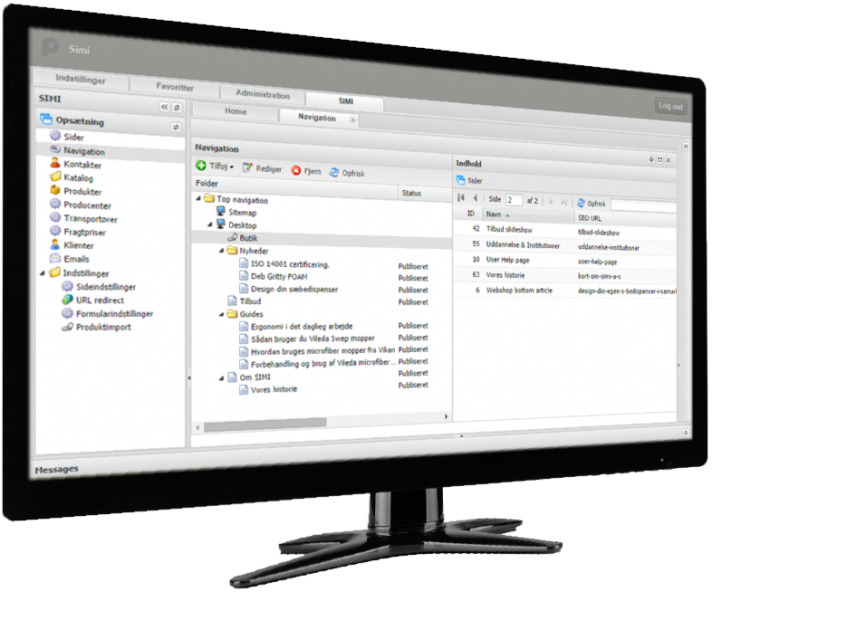 Simi
Log out
Indstillinger Favoritter Administration SIMI
SIMI
Home Navigation
Opsætning
Sider
Navigation
Kontakter
Katalog
Produkter
Producenter
Transportører
Fragtpriser
Klienter
Emails
Indstillinger
Sideindstillinger
URL redirect
Formularindstillinger
Produktimport
Navigation
Tilføj Rediger Fjern Opfrisk
Folder Status
Top navigation
Sitemap
Desktop
Butik
Nyheder
ISO 14001 certificering. Publiseret
Deb Gritty FOAM Publiseret
Design din sæbedispenser Publiseret
Tilbud Publiseret
Guides
Ergonomi i det daglieg arbejde Publiseret
Sådan bruger du Vileda Swep mopper Publiseret
Hvordan bruges microfiber mopper fra Vikan Publiseret
Forbehandling og brug af Vileda microfiber ... Publiseret
Om SIMI Publiseret
Vores historie Publiseret
Indhold
Sider
Side 2 af 2 Opfrisk
ID Navn SEO URL
42 Tilbud slideshow tilbud-slideshow
55 Uddannelse & Institutioner uddannelse-institutioner
10 User Help page user-help-page
63 Vores historie kort-om-simi-a-s
6 Webshop bottom article design-din-egen-s-bedispenser-i-samar
Messages